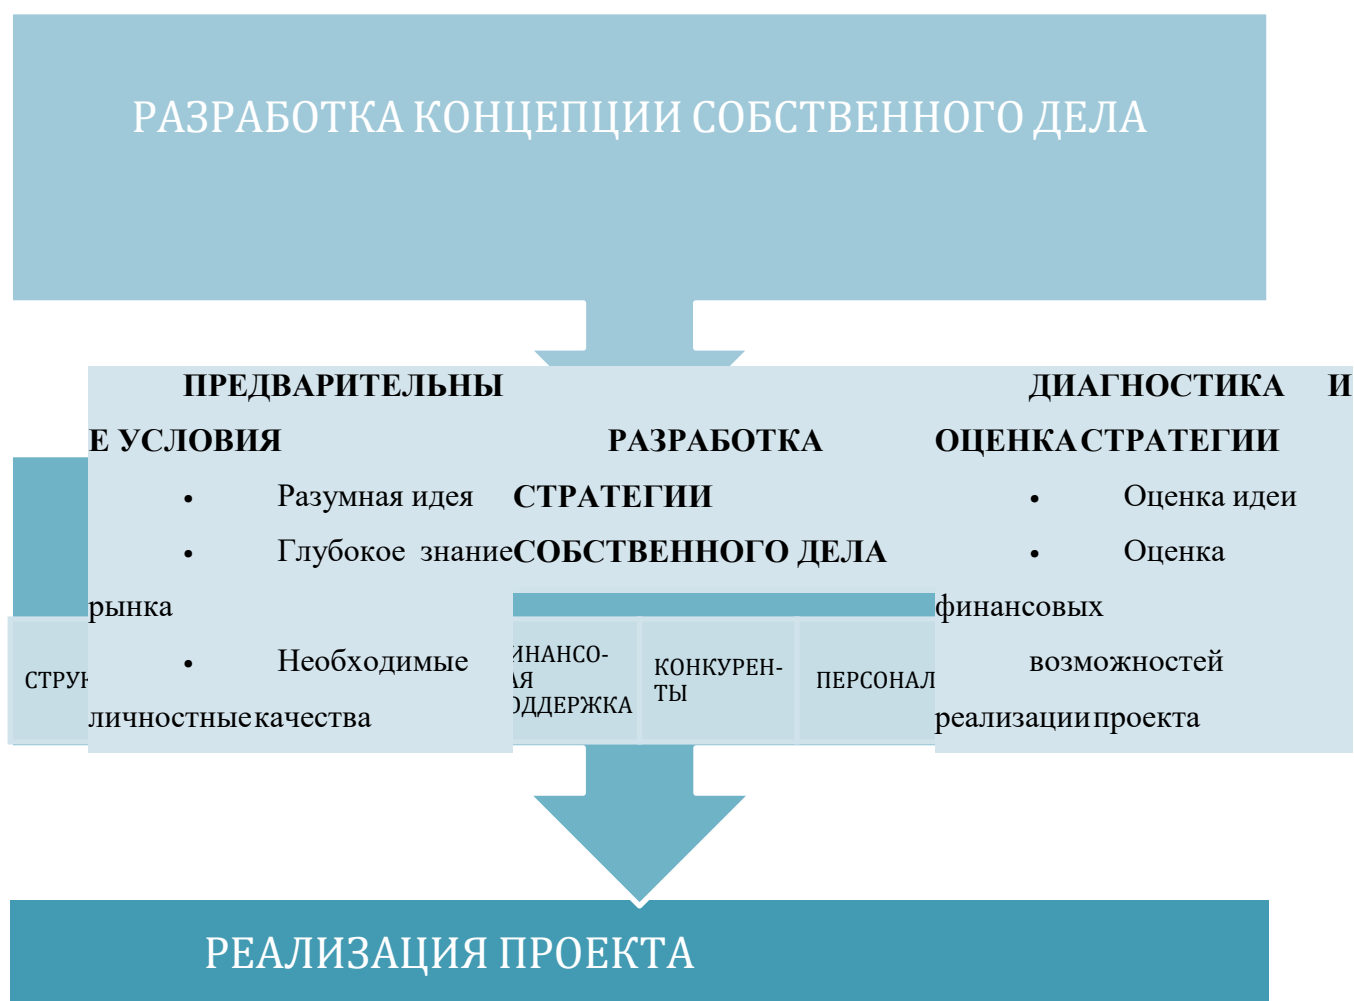 РАЗРАБОТКА КОНЦЕПЦИИ СОБСТВЕННОГО ДЕЛА
ПРЕДВАРИТЕЛЬНЫ
Е УСЛОВИЯ
• Разумная идея
• Глубокое знание
рынка
• Необходимые
личностные качества
РАЗРАБОТКА
СТРАТЕГИИ
СОБСТВЕННОГО ДЕЛА
ДИАГНОСТИКА И
ОЦЕНКА СТРАТЕГИИ
• Оценка идеи
• Оценка
финансовых
возможностей
реализации проекта
КОНКУРЕН-
ТЫ
ПЕРСОНАЛ
РЕАЛИЗАЦИЯ ПРОЕКТА